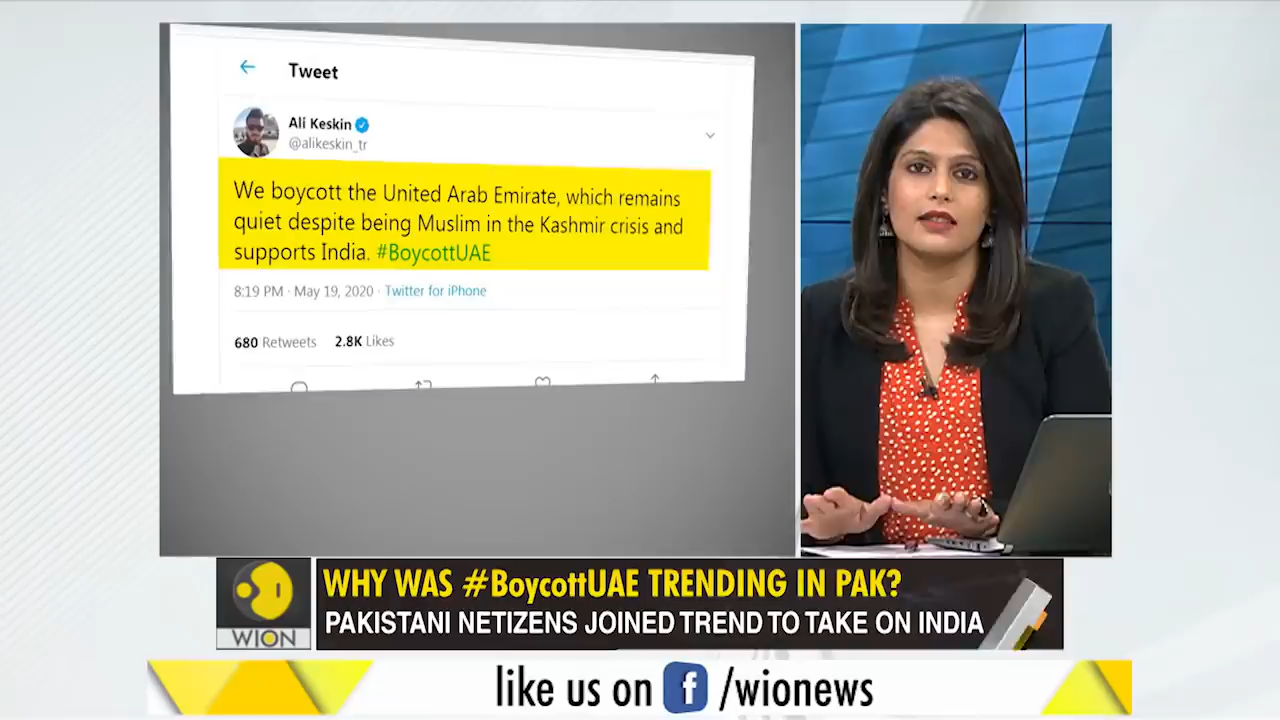 Tweet
Ali Keskin
@alikeskin_tr
We boycott the United Arab Emirate, which remains
quiet despite being Muslim in the Kashmir crisis and
supports India. #BoycottUAE
8:19 PM · May 19, 2020 · Twitter for iPhone
680 Retweets 2.8K Likes
WHY WAS #BoycottUAE TRENDING IN PAK?
PAKISTANI NETIZENS JOINED TREND TO TAKE ON INDIA
WION
like us on f /wionews